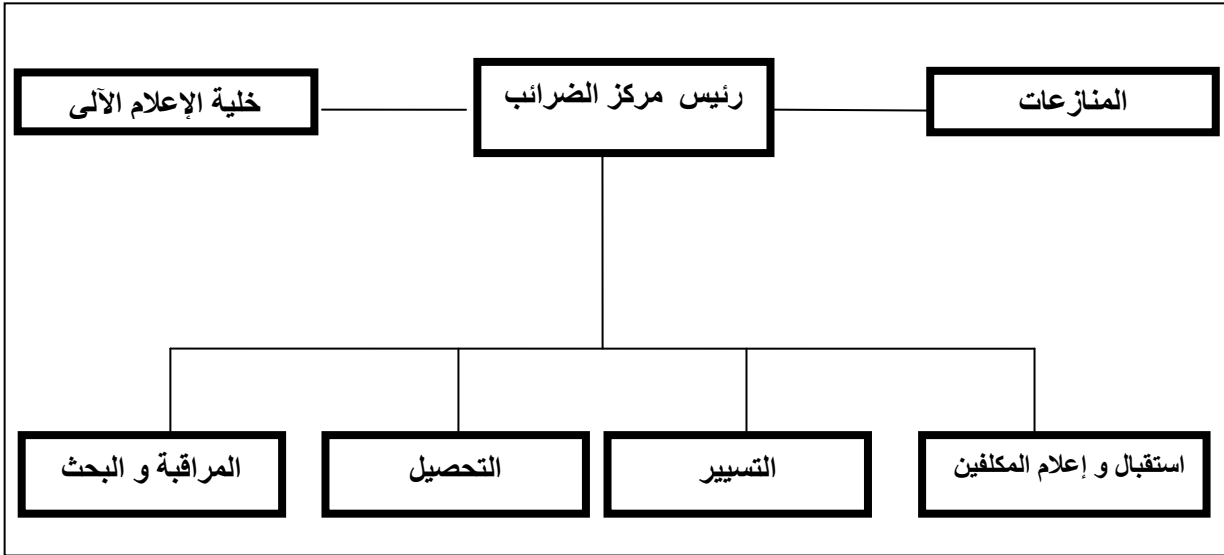 المنازعات
رئيس مركز الضرائب
خلية الإعلام الآلى
استقبال و إعلام المكلفين
التسيير
التحصيل
المراقبة و البحث